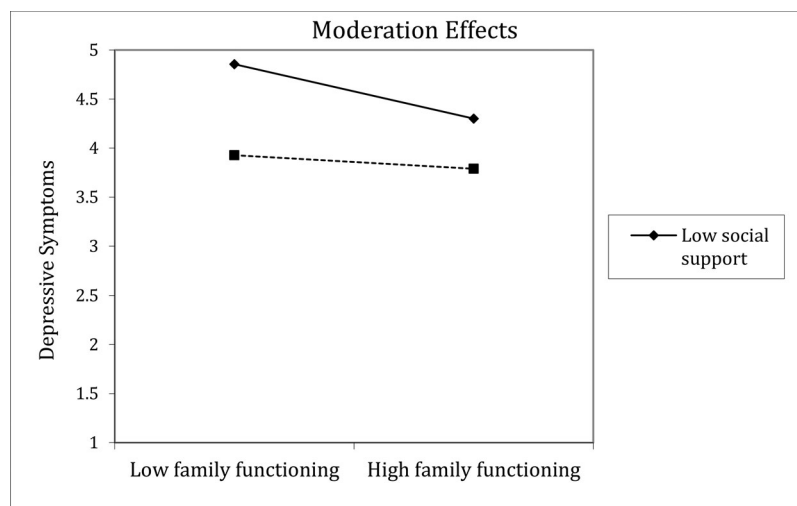 Moderation Effects
5
4.5
4
3.5
3
2.5
2
1.5
1
Depressive Symptoms
Low family functioning
High family functioning
Low social
support